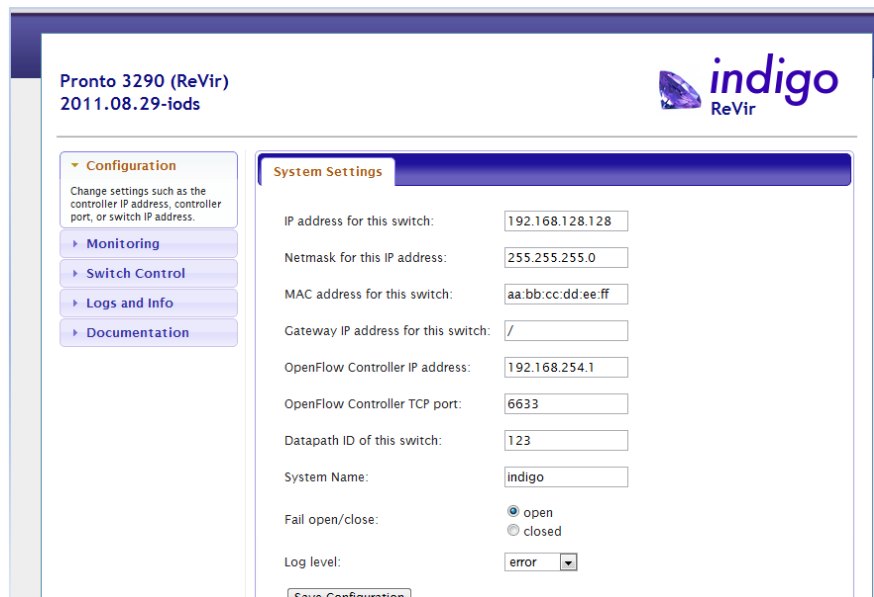 Pronto 3290 (ReVir)
2011.08.29-iods
indigo
ReVir
Configuration
Change settings such as the
controller IP address, controller
port, or switch IP address.
Monitoring
Switch Control
Logs and Info
Documentation
System Settings
IP address for this switch: 192.168.128.128
Netmask for this IP address: 255.255.255.0
MAC address for this switch: aa:bb:cc:dd:ee:ff
Gateway IP address for this switch: /
OpenFlow Controller IP address: 192.168.254.1
OpenFlow Controller TCP port: 6633
Datapath ID of this switch: 123
System Name: indigo
Fail open/close: open
closed
Log level: error
Save Configuration